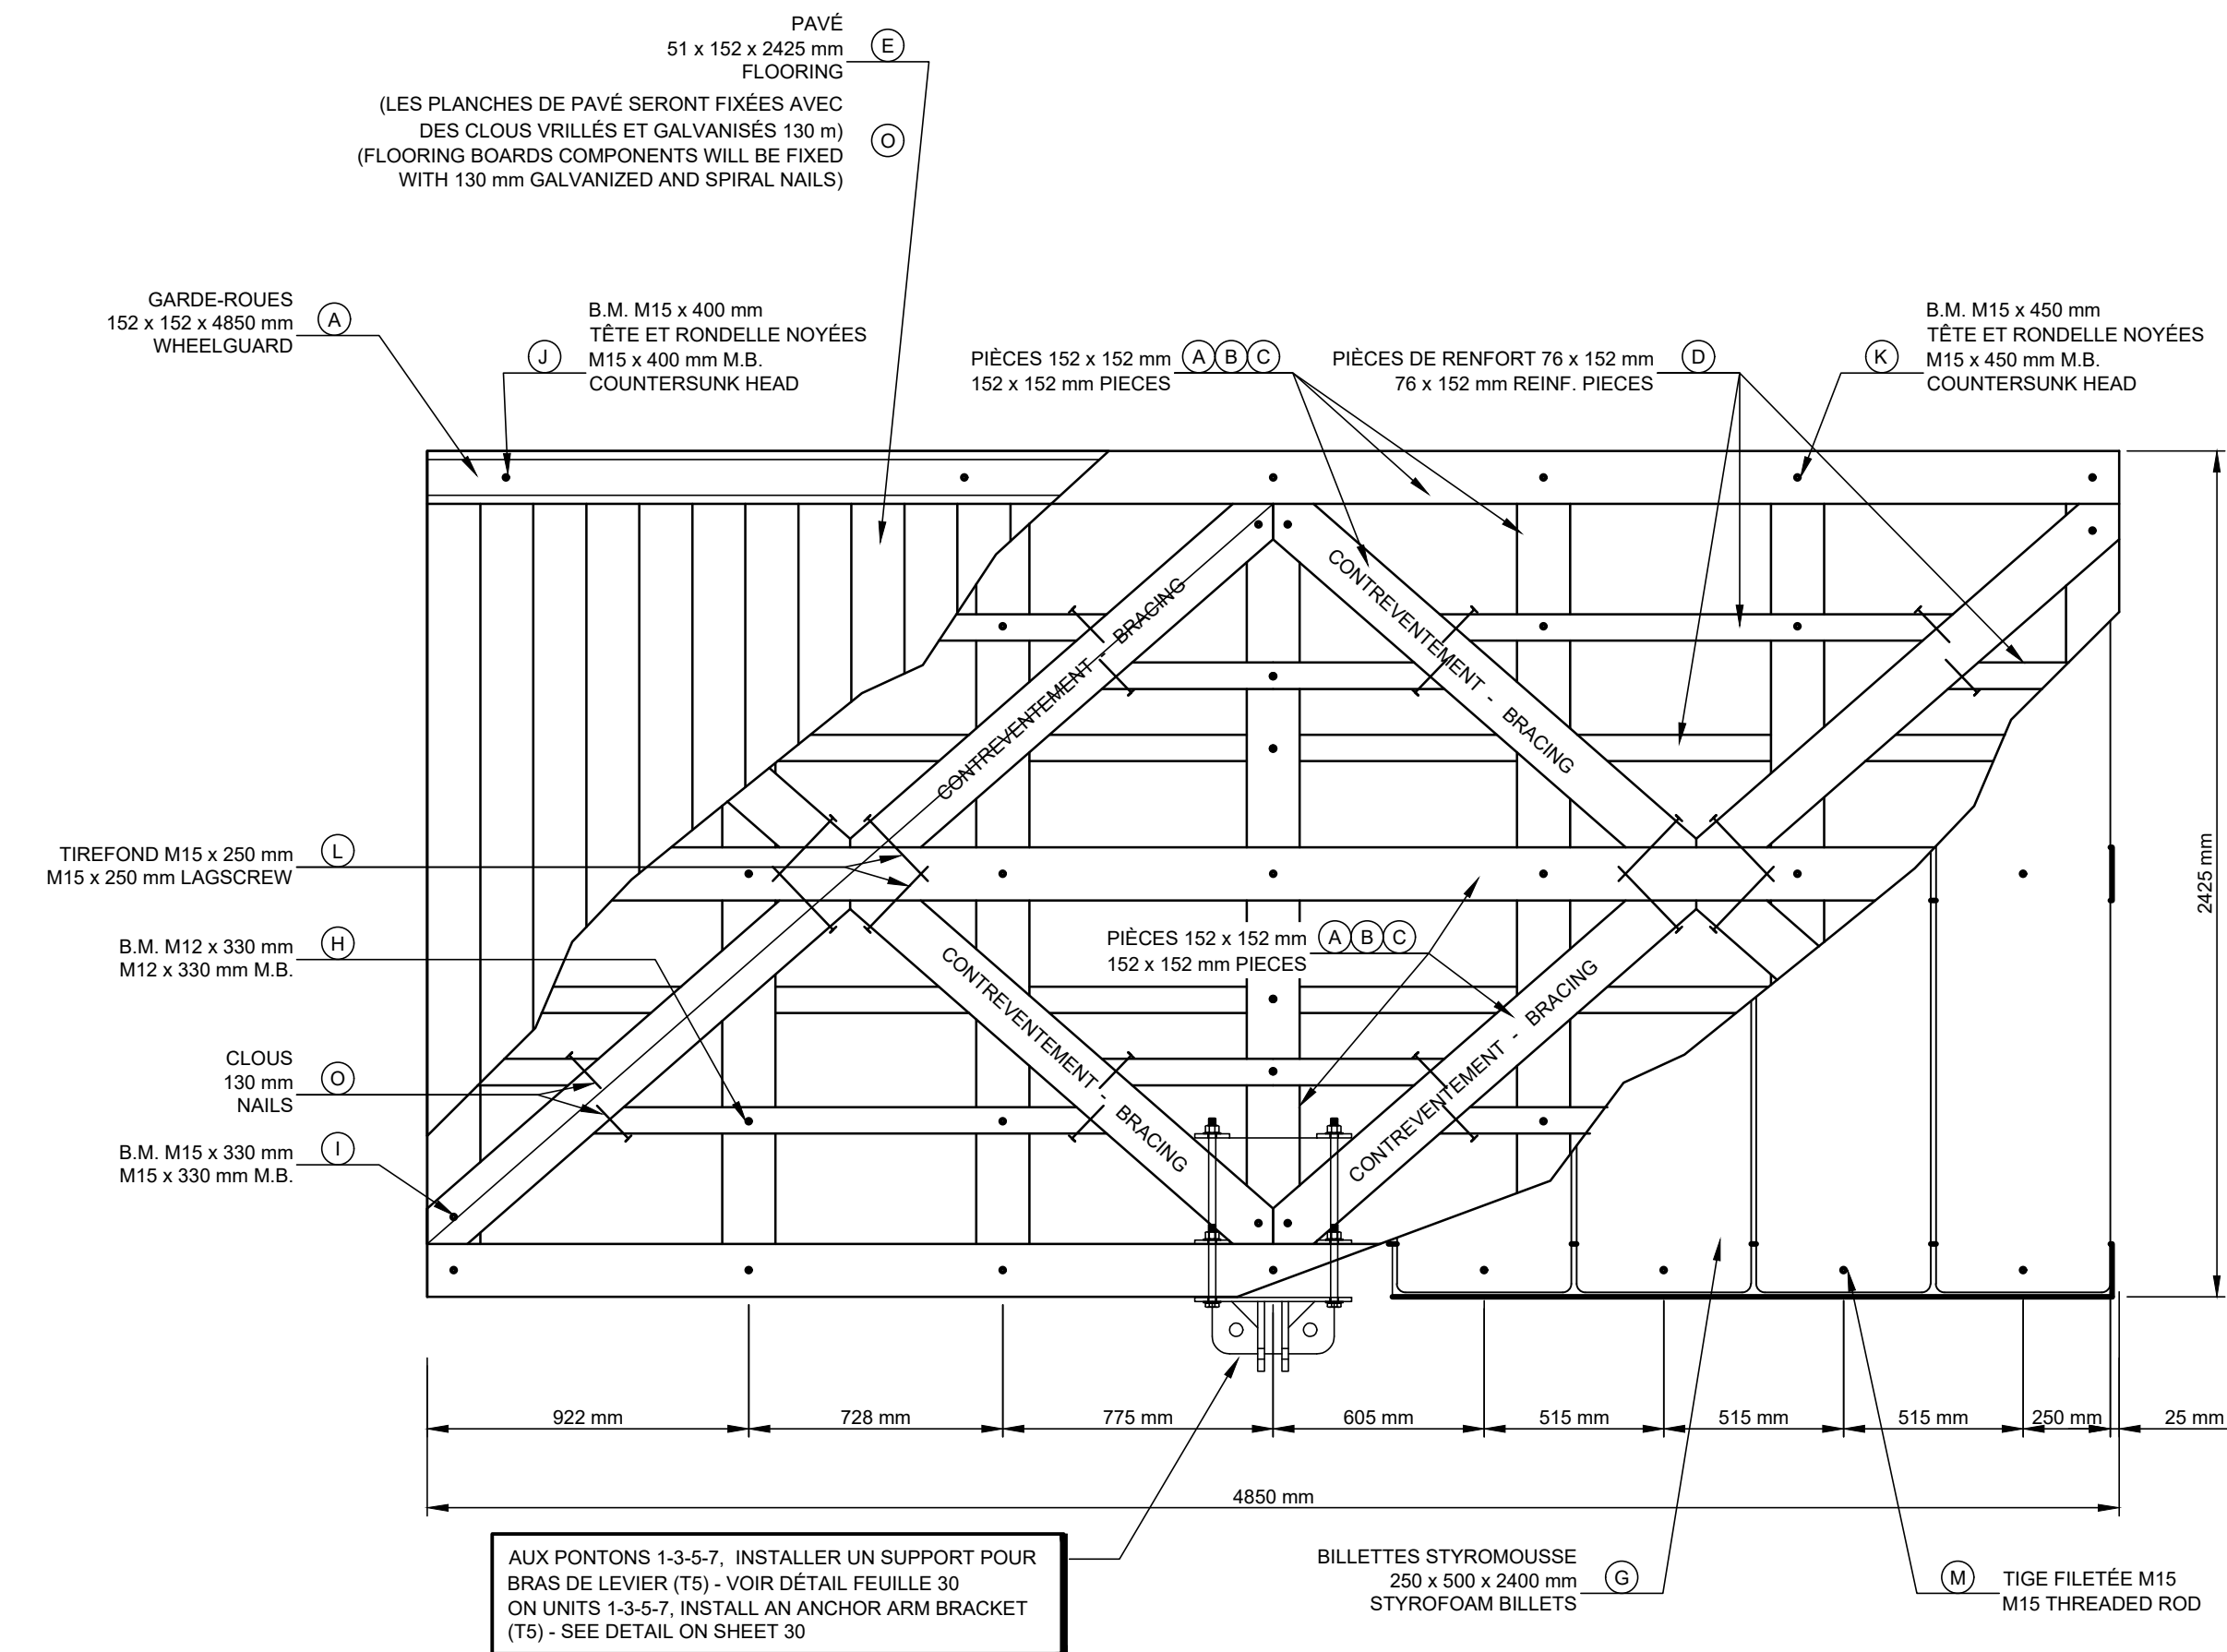 PAVÉ
51 x 152 x 2425 mm
FLOORING
E
(LES PLANCHES DE PAVÉ SERONT FIXÉES AVEC
DES CLOUS VRILLÉS ET GALVANISÉS 130 m)
(FLOORING BOARDS COMPONENTS WILL BE FIXED
WITH 130 mm GALVANIZED AND SPIRAL NAILS)
O
GARDE-ROUES
152 x 152 x 4850 mm
WHEELGUARD
A
J
B.M. M15 x 400 mm
TÊTE ET RONDELLE NOYÉES
M15 x 400 mm M.B.
COUNTERSUNK HEAD
PIÈCES 152 x 152 mm
152 x 152 mm PIECES
A B C
PIÈCES DE RENFORT 76 x 152 mm
76 x 152 mm REINF. PIECES
D
K
B.M. M15 x 450 mm
TÊTE ET RONDELLE NOYÉES
M15 x 450 mm M.B.
COUNTERSUNK HEAD
CONTREVENTEMENT - BRACING
CONTREVENTEMENT - BRACING
TIREFOND M15 x 250 mm
M15 x 250 mm LAGSCREW
L
2425 mm
B.M. M12 x 330 mm
M12 x 330 mm M.B.
H
PIÈCES 152 x 152 mm
152 x 152 mm PIECES
A B C
CONTREVENTEMENT - BRACING
CONTREVENTEMENT - BRACING
CLOUS
130 mm
NAILS
O
B.M. M15 x 330 mm
M15 x 330 mm M.B.
I
922 mm
728 mm
775 mm
605 mm
515 mm
515 mm
515 mm
250 mm
25 mm
4850 mm
AUX PONTONS 1-3-5-7, INSTALLER UN SUPPORT POUR
BRAS DE LEVIER (T5) - VOIR DÉTAIL FEUILLE 30
ON UNITS 1-3-5-7, INSTALL AN ANCHOR ARM BRACKET
(T5) - SEE DETAIL ON SHEET 30
BILLETTES STYROMOUSSE
250 x 500 x 2400 mm
STYROFOAM BILLETS
G
M
TIGE FILETÉE M15
M15 THREADED ROD